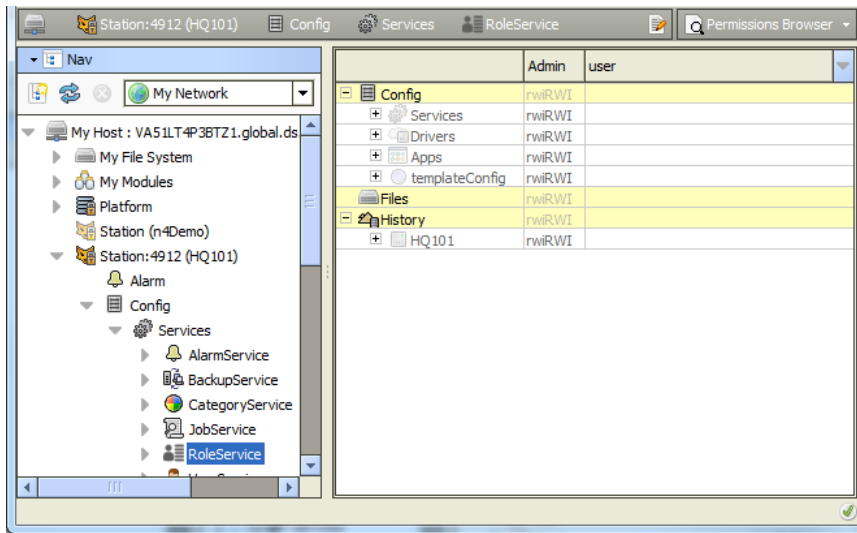 Station:4912 (HQ101) Config Services RoleService Permissions Browser
Nav
My Network
My Host : VA51LT4P3BTZ1.global.ds
My File System
My Modules
Platform
Station (n4Demo)
Station:4912 (HQ101)
Alarm
Config
Services
AlarmService
BackupService
CategoryService
JobService
RoleService
Admin user
Config rwiRWI
Services rwiRWI
Drivers rwiRWI
Apps rwiRWI
templateConfig rwiRWI
Files rwiRWI
History rwiRWI
HQ101 rwiRWI